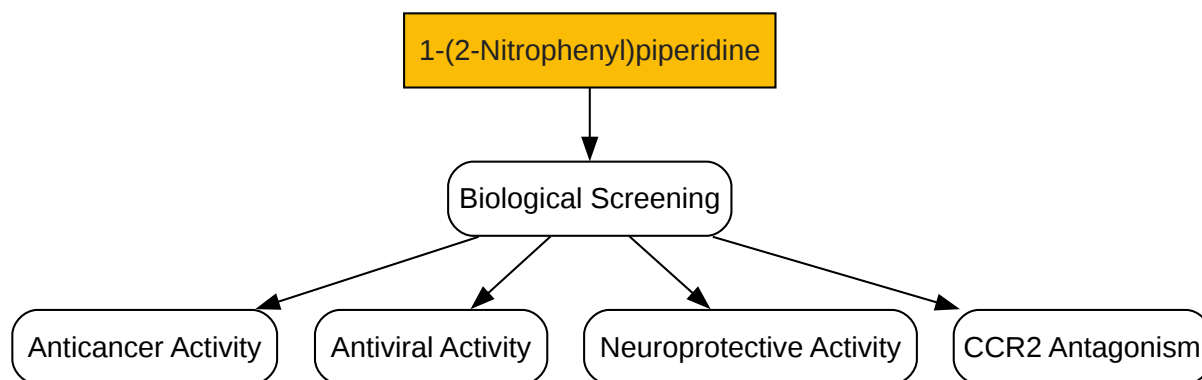 1-(2-Nitrophenyl)piperidine
Biological Screening
Anticancer Activity
Antiviral Activity
Neuroprotective Activity
CCR2 Antagonism